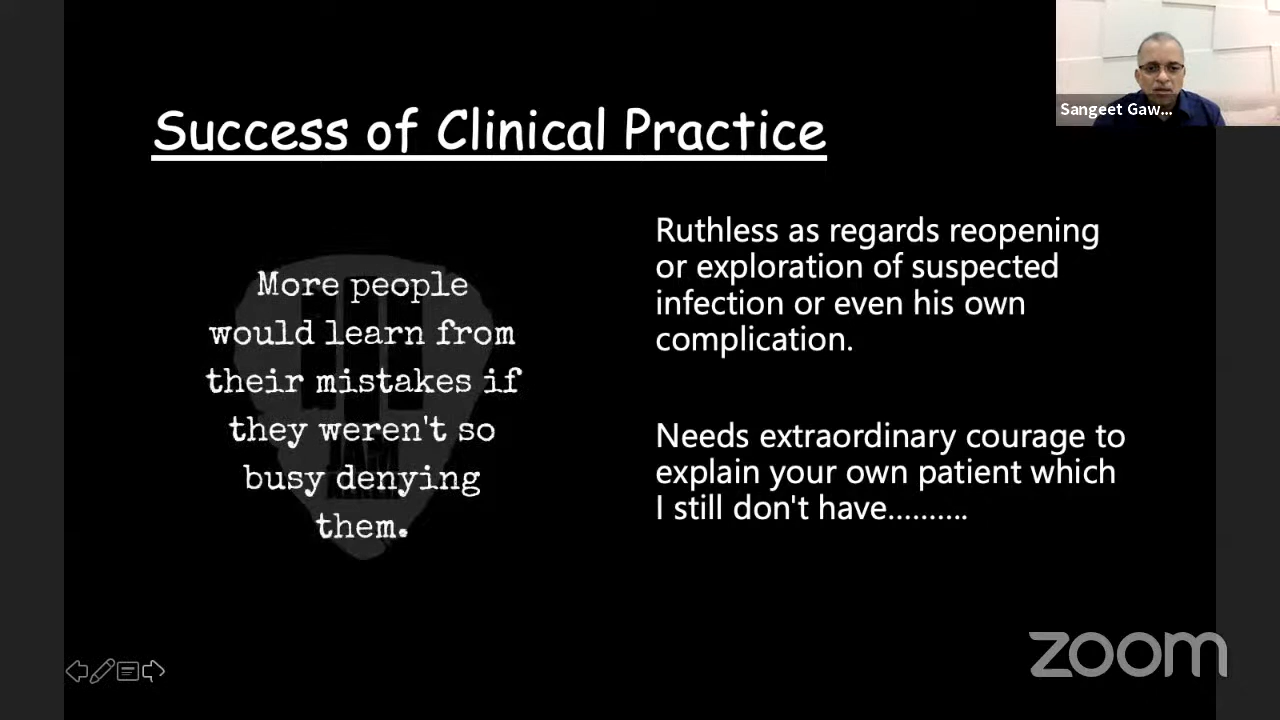 Sangeet Gaw...
Success of Clinical Practice
More people
would learn from
their mistakes if
they weren't so
busy denying
them.
Ruthless as regards reopening
or exploration of suspected
infection or even his own
complication.
Needs extraordinary courage to
explain your own patient which
I still don't have..........
zoom